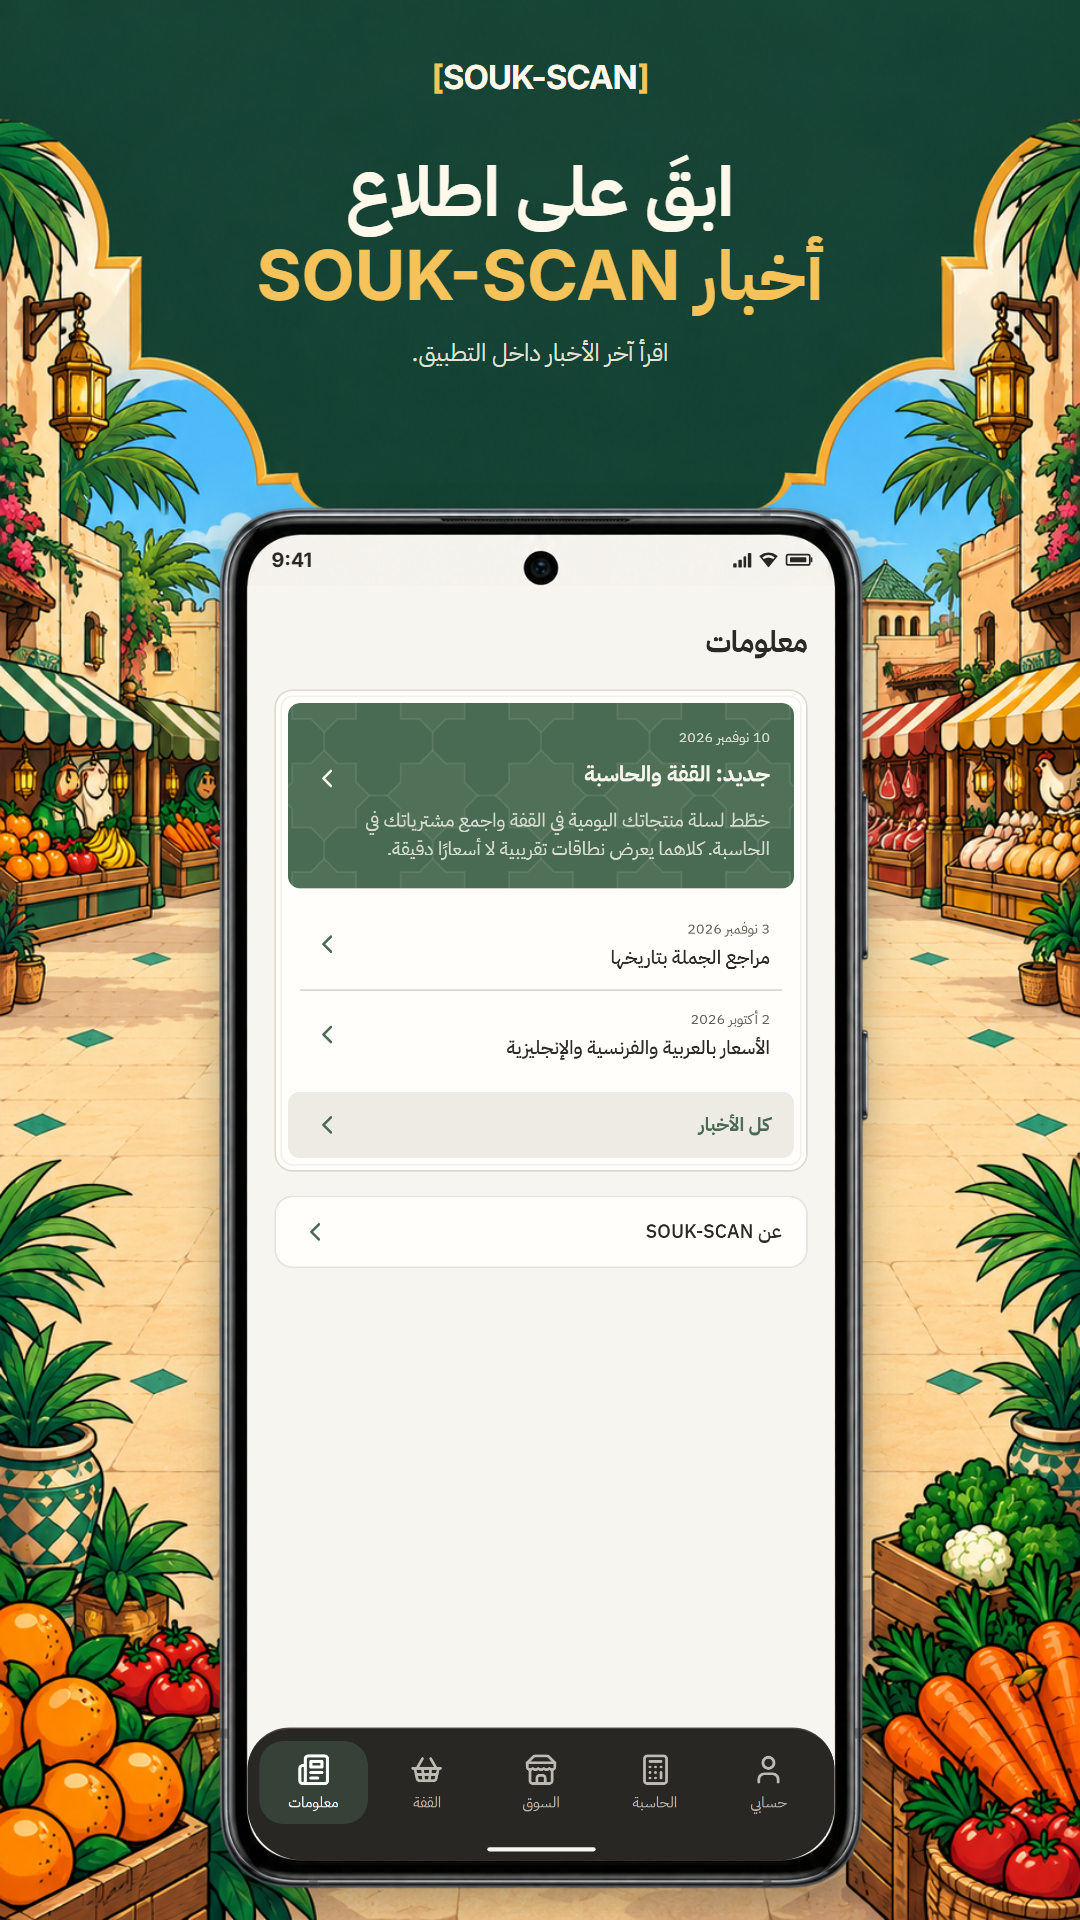 [SOUK-SCAN]
ابقَ على اطلاع
أخبار SOUK-SCAN
اقرأ آخر الأخبار داخل التطبيق.
9:41
معلومات
10 نوفمبر 2026
جديد: القفة والحاسبة
خطّط لسلة منتجاتك اليومية في القفة واجمع مشترياتك في
الحاسبة. كلاهما يعرض نطاقات تقريبية لا أسعارًا دقيقة.
3 نوفمبر 2026
مراجع الجملة بتاريخها
2 أكتوبر 2026
الأسعار بالعربية والفرنسية والإنجليزية
كل الأخبار
عن SOUK-SCAN
حسابي
الحاسبة
السوق
القفة
معلومات